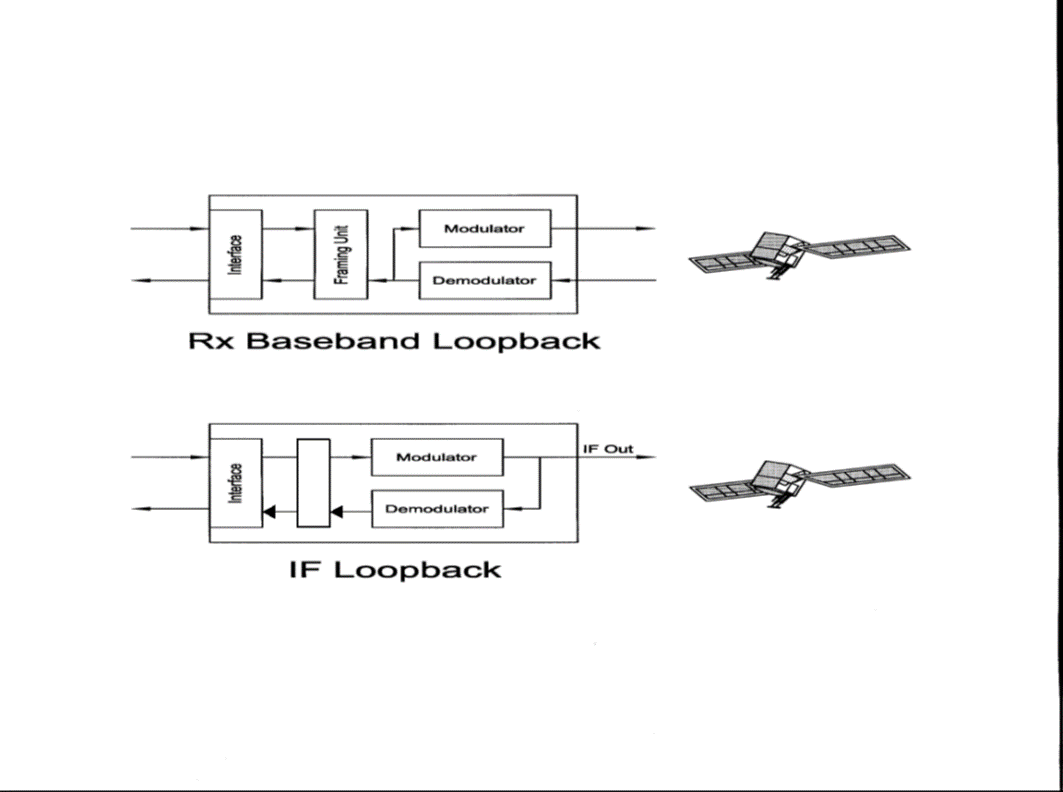 Interface
Framing Unit
Modulator
Demodulator
Rx Baseband Loopback
Interface
Modulator
Demodulator
IF Out
IF Loopback